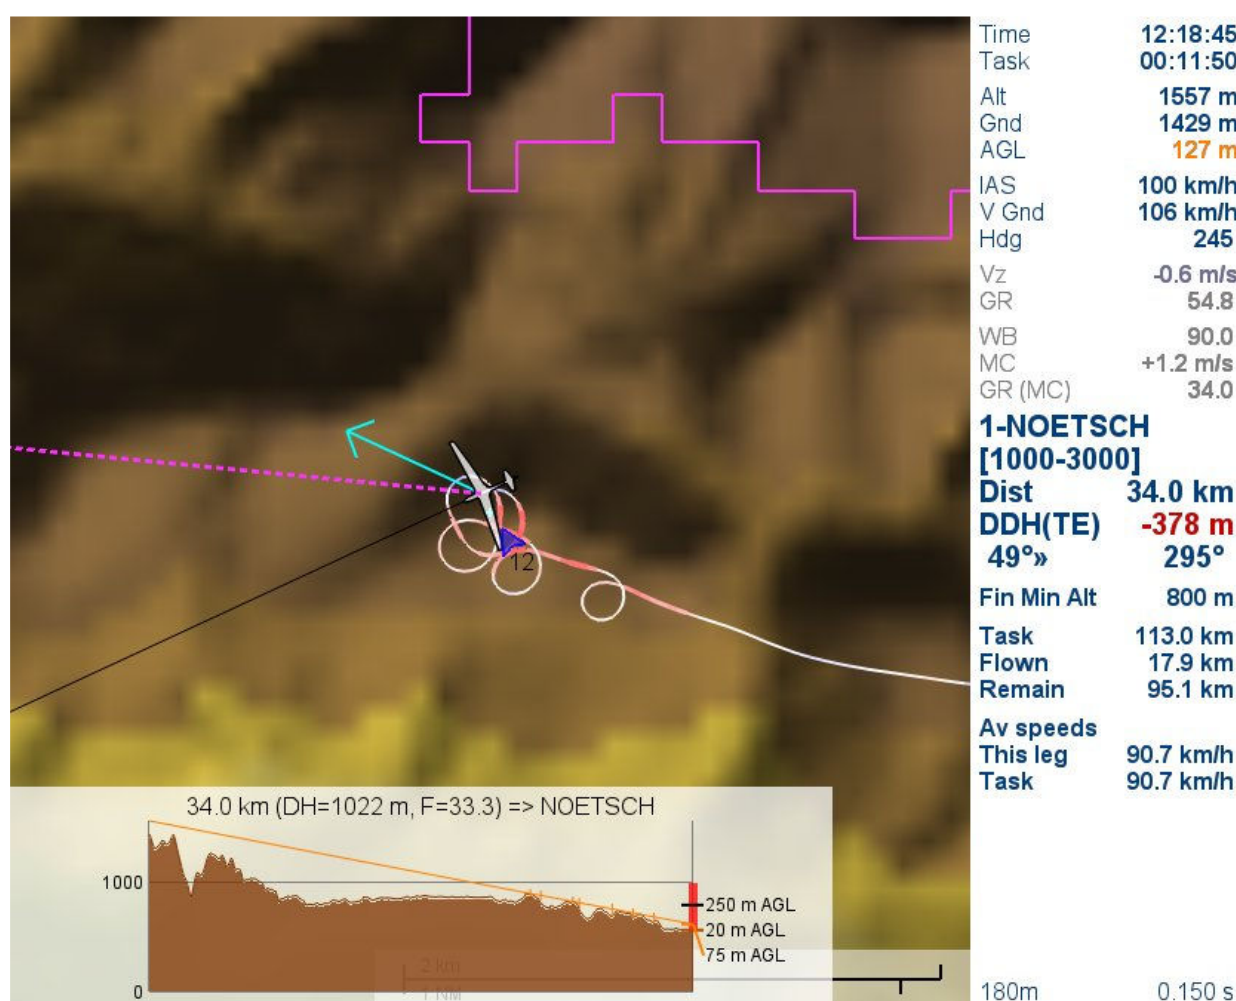 Time 12:18:45
Task 00:11:50
Alt 1557 m
Gnd 1429 m
AGL 127 m
IAS 100 km/h
V Gnd 106 km/h
Hdg 245
Vz -0.6 m/s
GR 54.8
WB 90.0
MC +1.2 m/s
GR (MC) 34.0
1-NOETSCH
[1000-3000]
Dist 34.0 km
DDH(TE) -378 m
49°» 295°
Fin Min Alt 800 m
Task 113.0 km
Flown 17.9 km
Remain 95.1 km
Av speeds
This leg 90.7 km/h
Task 90.7 km/h
180m 0.150 s
12
34.0 km (DH=1022 m, F=33.3) => NOETSCH
1000
250 m AGL
20 m AGL
75 m AGL
2 km
0
1 NM